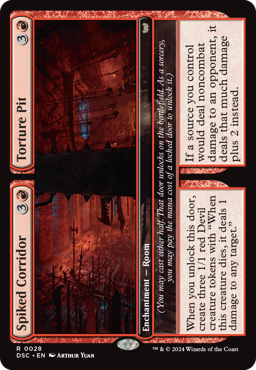 Spiked Corridor 3
When you unlock this door,
create three 1/1 red Devil
creature tokens with "When
this creature dies, it deals 1
damage to any target."
Torture Pit 3
If a source you control
would deal noncombat
damage to an opponent, it
deals that much damage
plus 2 instead.
Enchantment — Room
(You may cast either half. That door unlocks on the battlefield. As a sorcery,
you may pay the mana cost of a locked door to unlock it.)
R 0028
DSC • EN ARTHUR YUAN
™ & © 2024 Wizards of the Coast